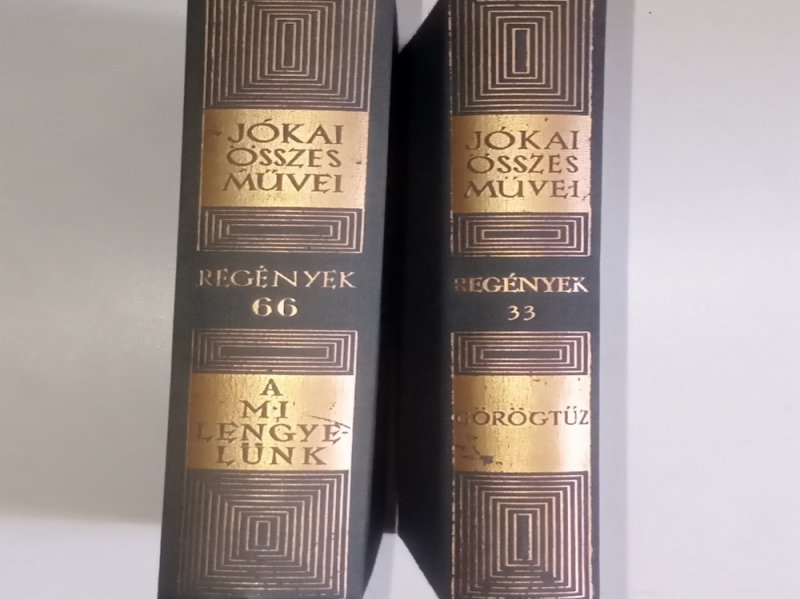 JÓKAI
ÖSSZES
MŰVEI
REGÉNYEK
66
A
MI
LENGYE-
LÜNK
JÓKAI
ÖSSZES
MŰVEI
REGÉNYEK
33
GÖRÖGTŰZ